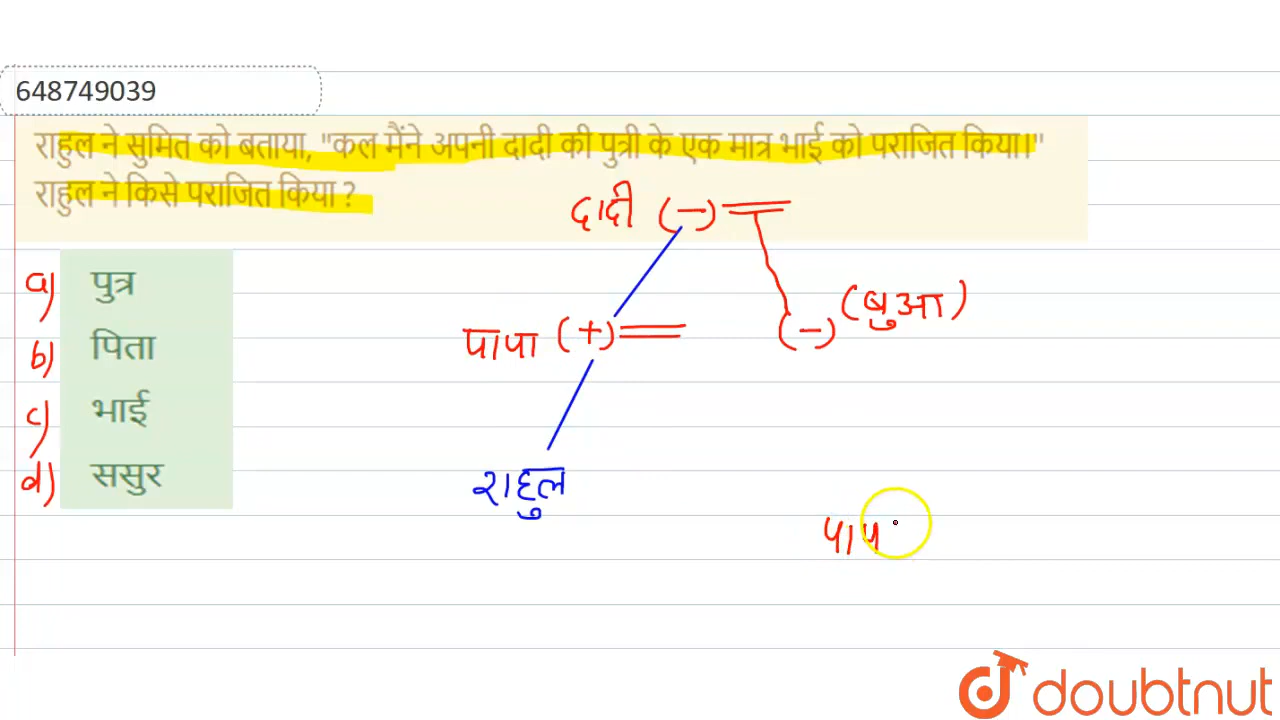 648749039
राहुल ने सुमित को बताया, "कल मैंने अपनी दादी की पुत्री के एक मात्र भाई को पराजित किया।"
राहुल ने किसे पराजित किया ?
दादी (-)
a) पुत्र
(बुआ)
पापा (+) (-)
b) पिता
c) भाई
d) ससुर
राहुल
पाप
doubtnut